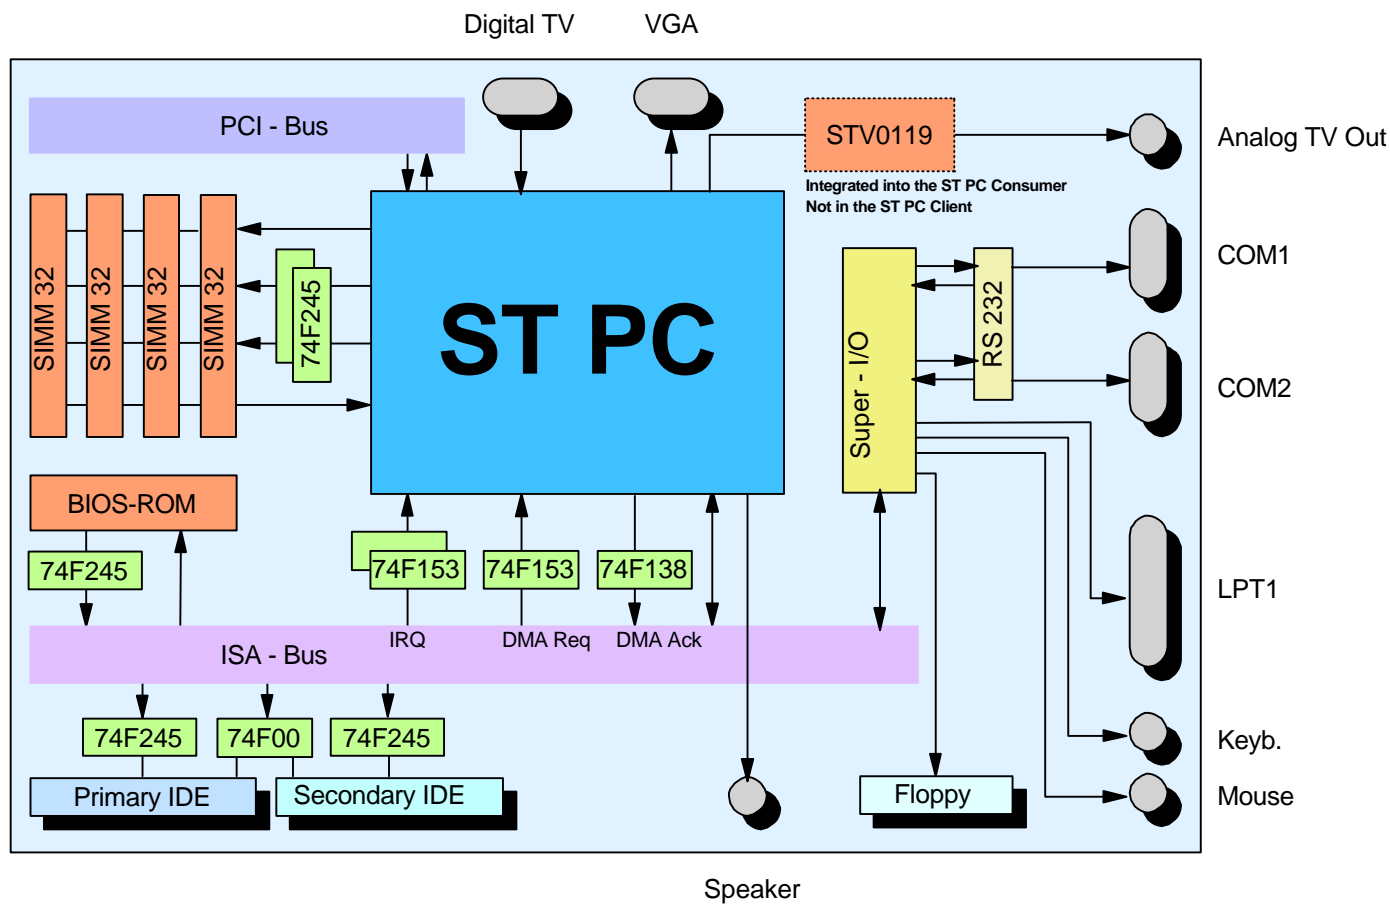 Digital TV
VGA
PCI - Bus
STV0119
Analog TV Out
Integrated into the ST PC Consumer
Not in the ST PC Client
SIMM 32
SIMM 32
SIMM 32
SIMM 32
74F245
ST PC
Super - I/O
RS 232
COM1
COM2
BIOS-ROM
74F245
74F153
74F153
74F138
LPT1
IRQ
DMA Req
DMA Ack
ISA - Bus
74F245
74F00
74F245
Keyb.
Primary IDE
Secondary IDE
Floppy
Mouse
Speaker